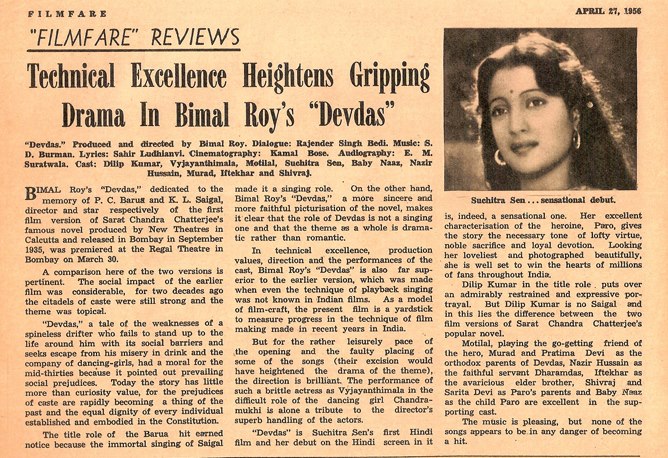 FILMFARE
APRIL 27, 1956
"FILMFARE" REVIEWS
Technical Excellence Heightens Gripping
Drama In Bimal Roy's "Devdas"
"Devdas." Produced and directed by Bimal Roy. Dialogue: Rajender Singh Bedi. Music: S.
D. Burman. Lyrics: Sahir Ludhianvi. Cinematography: Kamal Bose. Audiography: E. M.
Suratwala. Cast: Dilip Kumar, Vyjayanthimala, Motilal, Suchitra Sen, Baby Naaz, Nazir
Hussain, Murad, Iftekhar and Shivraj.
BIMAL Roy's "Devdas," dedicated to the
memory of P. C. Barua and K. L. Saigal,
director and star respectively of the first
film version of Sarat Chandra Chatterjee's
famous novel produced by New Theatres in
Calcutta and released in Bombay in September
1935, was premiered at the Regal Theatre in
Bombay on March 30.
A comparison here of the two versions is
pertinent. The social impact of the earlier
film was considerable, for two decades ago
the citadels of caste were still strong and the
theme was topical.
"Devdas," a tale of the weaknesses of a
spineless drifter who fails to stand up to the
life around him with its social barriers and
seeks escape from his misery in drink and the
company of dancing-girls, had a moral for the
mid-thirties because it pointed out prevailing
social prejudices. Today the story has little
more than curiosity value, for the prejudices
of caste are rapidly becoming a thing of the
past and the equal dignity of every individual
established and embodied in the Constitution.
The title role of the Barua hit earned
notice because the immortal singing of Saigal
made it a singing role. On the other hand,
Bimal Roy's "Devdas," a more sincere and
more faithful picturisation of the novel, makes
it clear that the role of Devdas is not a singing
one and that the theme as a whole is drama-
tic rather than romantic.
In technical excellence, production
values, direction and the performances of the
cast, Bimal Roy's "Devdas" is also far sup-
erior to the earlier version, which was made
when even the technique of playback singing
was not known in Indian films. As a model
of film-craft, the present film is a yardstick
to measure progress in the technique of film
making made in recent years in India.
But for the rather leisurely pace of
the opening and the faulty placing of
some of the songs (their excision would
have heightened the drama of the theme),
the direction is brilliant. The performance of
such a brittle actress as Vyjayanthimala in the
difficult role of the dancing girl Chandra-
mukhi is alone a tribute to the director's
superb handling of the actors.
"Devdas" is Suchitra Sen's first Hindi
film and her debut on the Hindi screen in it
Suchitra Sen...sensational debut.
is, indeed, a sensational one. Her excellent
characterisation of the heroine, Paro, gives
the story the necessary tone of lofty virtue,
noble sacrifice and loyal devotion. Looking
her loveliest and photographed beautifully,
she is well set to win the hearts of millions
of fans throughout India.
Dilip Kumar in the title role puts over
an admirably restrained and expressive por-
trayal. But Dilip Kumar is no Saigal and
in this lies the difference between the two
film versions of Sarat Chandra Chatterjee's
popular novel.
Motilal, playing the go-getting friend of
the hero, Murad and Pratima Devi as the
orthodox parents of Devdas, Nazir Hussain as
the faithful servant Dharamdas, Iftekhar as
the avaricious elder brother, Shivraj and
Sarita Devi as Paro's parents and Baby Naaz
as the child Paro are excellent in the sup-
porting cast.
The music is pleasing, but none of the
songs appears to be in any danger of becoming
a hit.